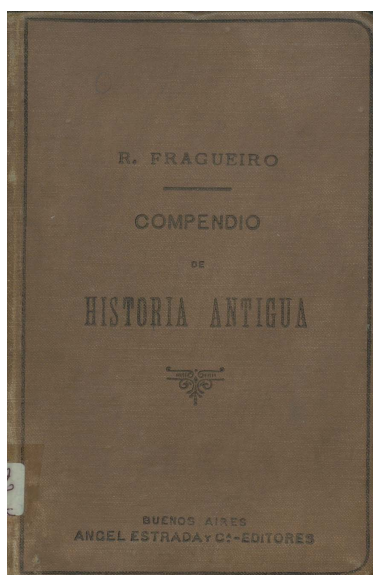 R. FRAGUEIRO
COMPENDIO
DE
HISTORIA ANTIGUA
BUENOS AIRES
ANGEL ESTRADA Y Cª.-EDITORES